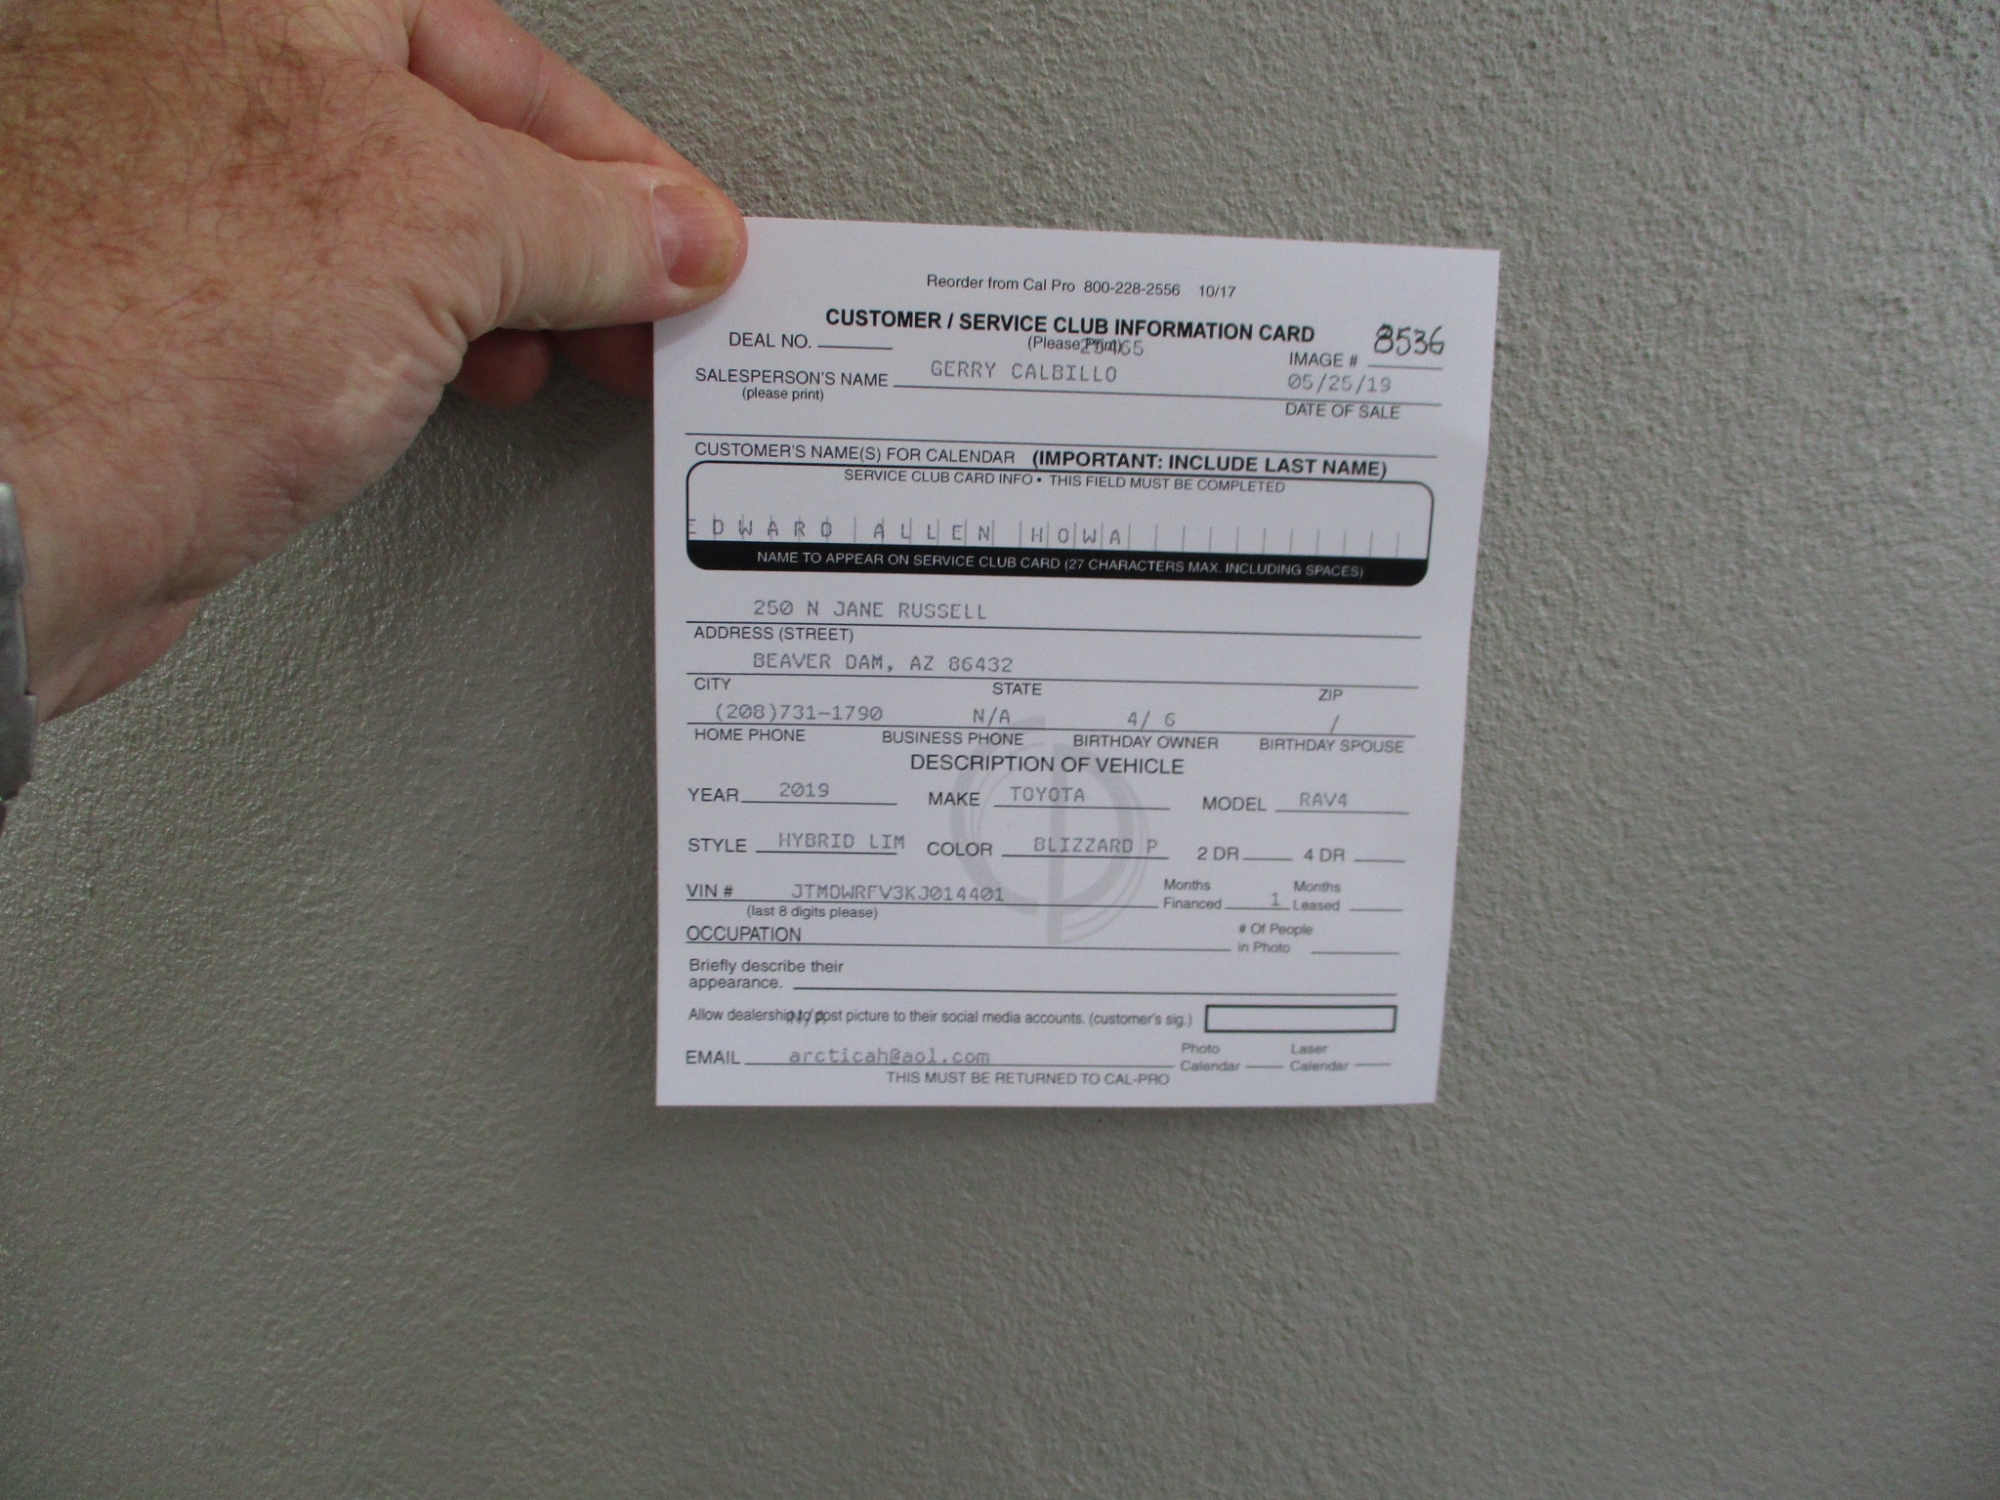 Reorder from Cal Pro 800-228-2556 10/17
CUSTOMER / SERVICE CLUB INFORMATION CARD 8536
DEAL NO. (Please Print) 25465 IMAGE #
SALESPERSON'S NAME GERRY CALBILLO 05/25/19
(please print) DATE OF SALE
CUSTOMER'S NAME(S) FOR CALENDAR (IMPORTANT: INCLUDE LAST NAME)
SERVICE CLUB CARD INFO • THIS FIELD MUST BE COMPLETED
EDWARD ALLEN HOWA
NAME TO APPEAR ON SERVICE CLUB CARD (27 CHARACTERS MAX. INCLUDING SPACES)
250 N JANE RUSSELL
ADDRESS (STREET)
BEAVER DAM, AZ 86432
CITY STATE ZIP
(208)731-1790 N/A 4/ 6 /
HOME PHONE BUSINESS PHONE BIRTHDAY OWNER BIRTHDAY SPOUSE
DESCRIPTION OF VEHICLE
YEAR 2019 MAKE TOYOTA MODEL RAV4
STYLE HYBRID LIM COLOR BLIZZARD P 2 DR 4 DR
VIN # JTMDWRFV3KJ014401 Months Financed 1 Months Leased
(last 8 digits please)
OCCUPATION # Of People in Photo
Briefly describe their
appearance.
Allow dealership to post picture to their social media accounts. (customer's sig.)
N/A
EMAIL arcticah@aol.com Photo Calendar Laser Calendar
THIS MUST BE RETURNED TO CAL-PRO